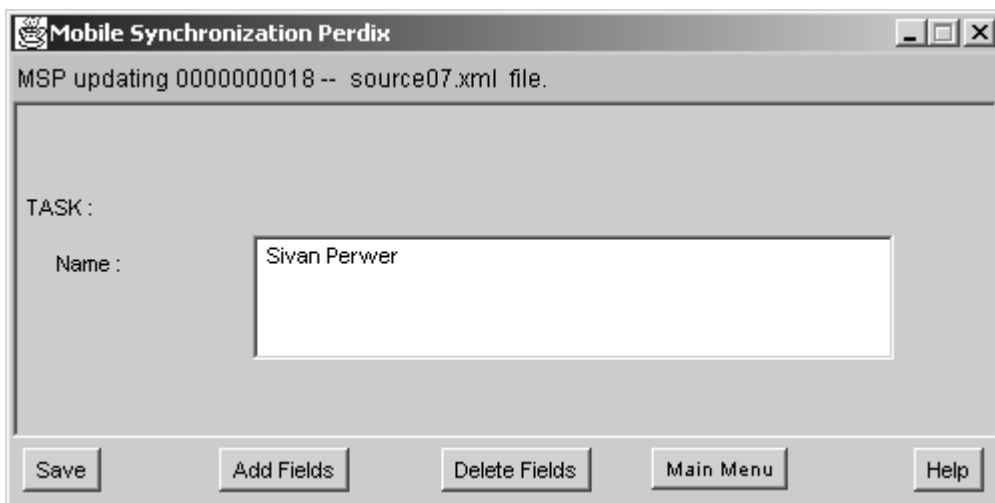 Mobile Synchronization Perdix
MSP updating 0000000018 -- source07.xml file.
TASK :
Name :
Sivan Perwer
Save
Add Fields
Delete Fields
Main Menu
Help